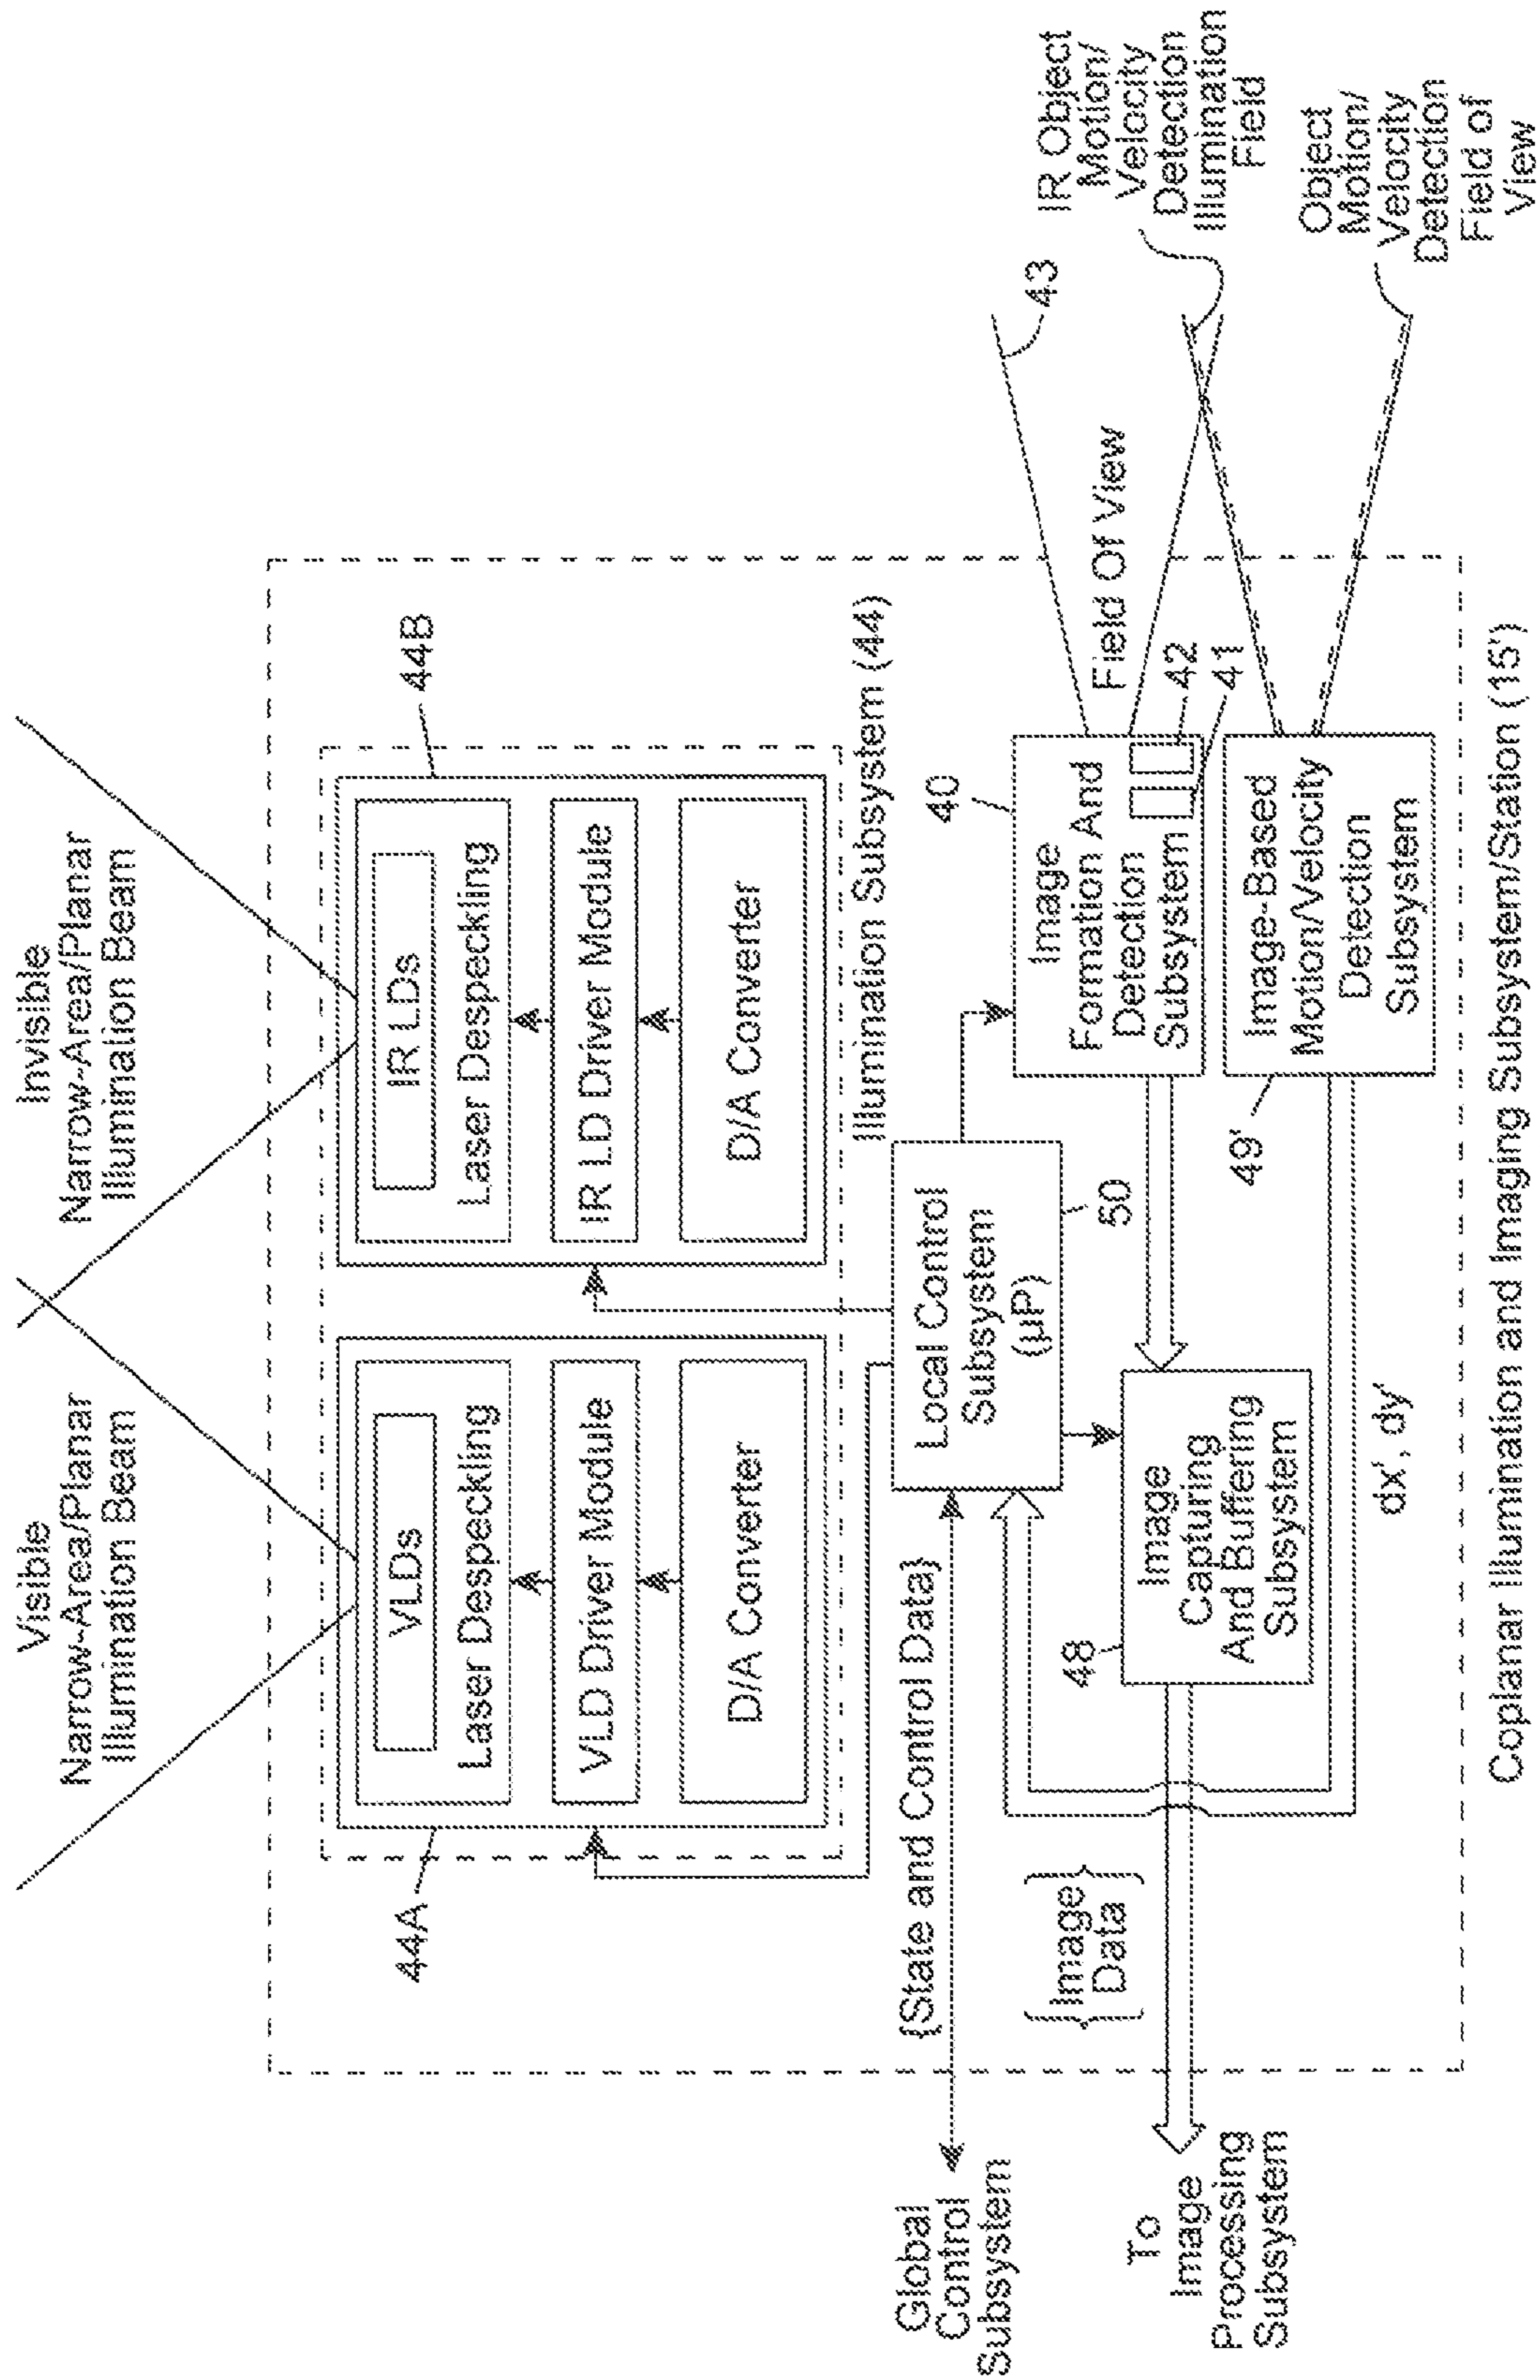 Visible
Narrow-Area/Planar
Illumination Beam
Invisible
Narrow-Area/Planar
Illumination Beam
44A
VLDs
Laser Despeckling
VLD Driver Module
D/A Converter
44B
IR LDs
Laser Despeckling
IR LD Driver Module
D/A Converter
Illumination Subsystem (44)
Global
Control
Subsystem
{State and Control Data}
Local Control
Subsystem
(µP)
50
40
Image
Formation And
Detection
Subsystem
42
41
Field Of View
43
IR Object
Motion/
Velocity
Detection
Illumination
Field
Object
Motion/
Velocity
Detection
Field of
View
To
Image
Processing
Subsystem
{Image
Data}
48
Image
Capturing
And Buffering
Subsystem
49'
Image-Based
Motion/Velocity
Detection
Subsystem
dx', dy'
Coplanar Illumination and Imaging Subsystem/Station (15')